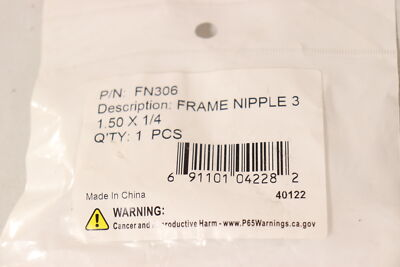 P/N: FN306
Description: FRAME NIPPLE 3
1.50 X 1/4
Q'TY: 1 PCS
6 91101 04228 2
Made In China 40122
WARNING:
Cancer and Reproductive Harm - www.P65Warnings.ca.gov